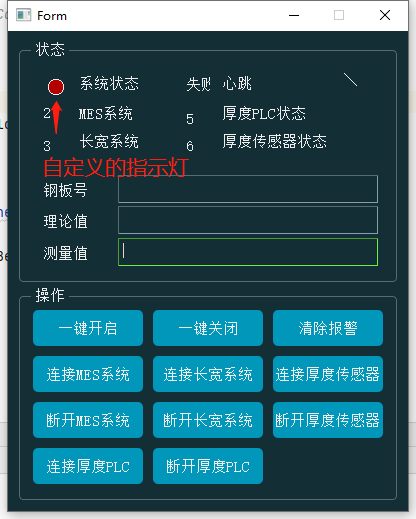 Form
状态
系统状态 失败 心跳
2 MES系统 5 厚度PLC状态
3 长宽系统 6 厚度传感器状态
自定义的指示灯
钢板号
理论值
测量值
操作
一键开启 一键关闭 清除报警
连接MES系统 连接长宽系统 连接厚度传感器
断开MES系统 断开长宽系统 断开厚度传感器
连接厚度PLC 断开厚度PLC